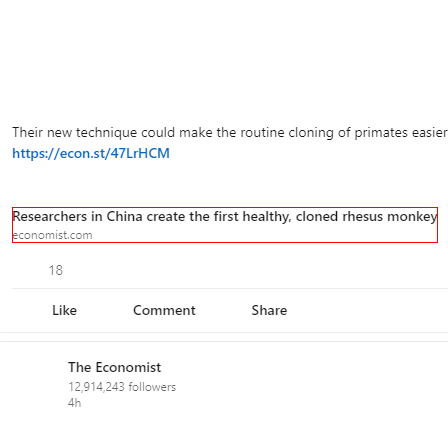 Their new technique could make the routine cloning of primates easier
https://econ.st/47LrHCM
Researchers in China create the first healthy, cloned rhesus monkey
economist.com
18
Like Comment Share
The Economist
12,914,243 followers
4h